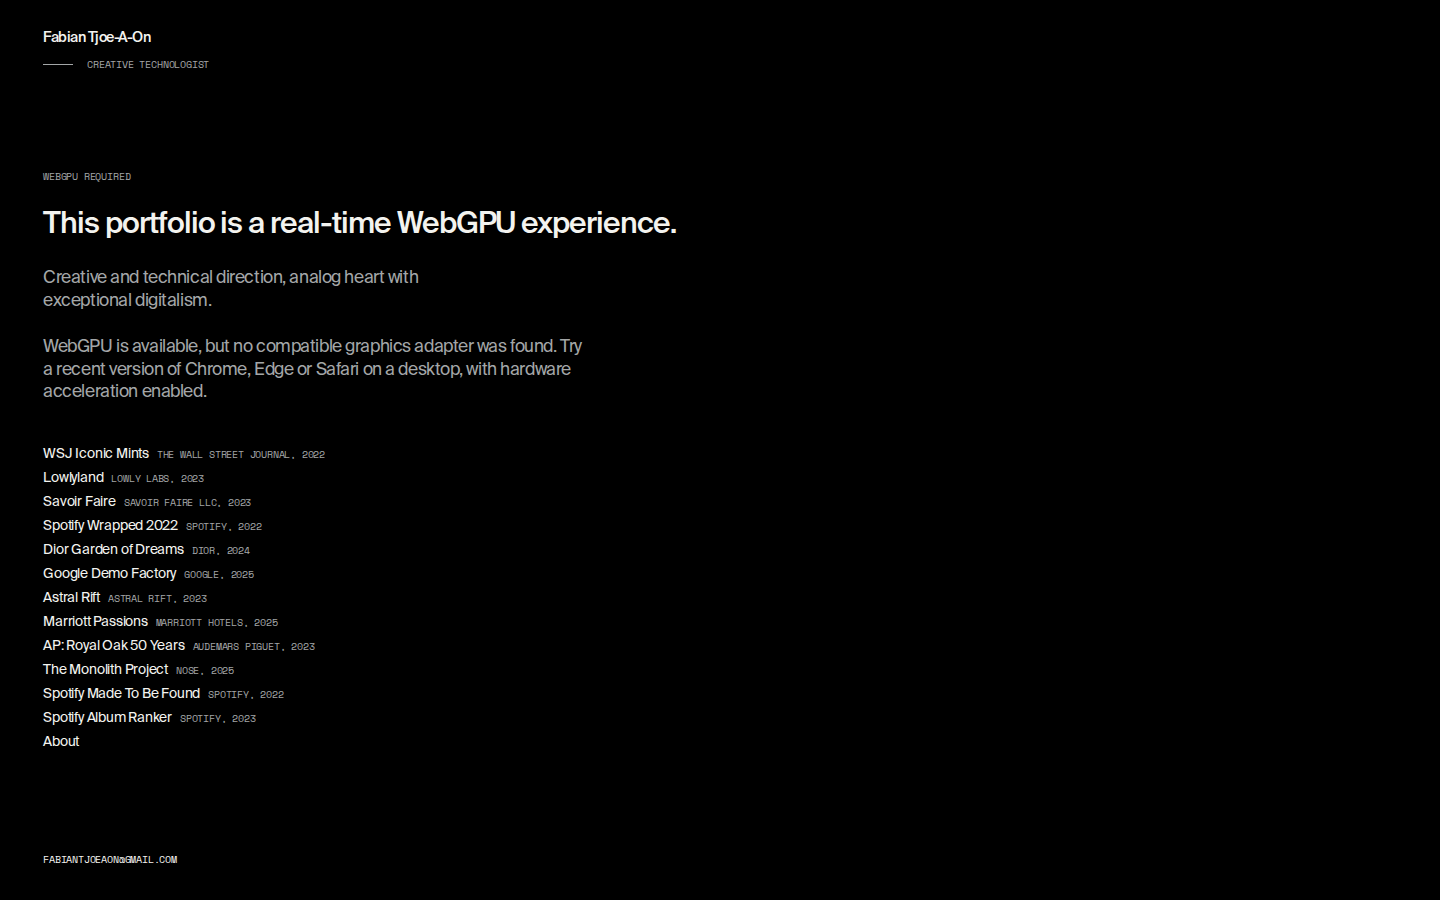 Fabian Tjoe-A-On
CREATIVE TECHNOLOGIST
WEBGPU REQUIRED
This portfolio is a real-time WebGPU experience.
Creative and technical direction, analog heart with
exceptional digitalism.
WebGPU is available, but no compatible graphics adapter was found. Try
a recent version of Chrome, Edge or Safari on a desktop, with hardware
acceleration enabled.
WSJ Iconic Mints THE WALL STREET JOURNAL, 2022
Lowlyland LOWLY LABS, 2023
Savoir Faire SAVOIR FAIRE LLC, 2023
Spotify Wrapped 2022 SPOTIFY, 2022
Dior Garden of Dreams DIOR, 2024
Google Demo Factory GOOGLE, 2025
Astral Rift ASTRAL RIFT, 2023
Marriott Passions MARRIOTT HOTELS, 2025
AP: Royal Oak 50 Years AUDEMARS PIGUET, 2023
The Monolith Project NOSE, 2025
Spotify Made To Be Found SPOTIFY, 2022
Spotify Album Ranker SPOTIFY, 2023
About
FABIANTJOEAON@GMAIL.COM